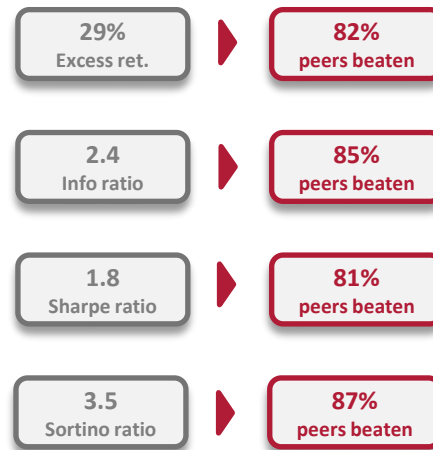 29%
Excess ret.
82%
peers beaten
2.4
Info ratio
85%
peers beaten
1.8
Sharpe ratio
81%
peers beaten
3.5
Sortino ratio
87%
peers beaten